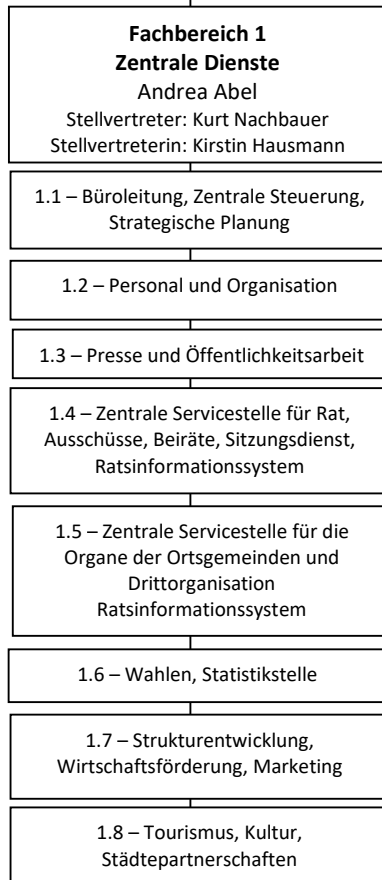 Fachbereich 1
Zentrale Dienste
Andrea Abel
Stellvertreter: Kurt Nachbauer
Stellvertreterin: Kirstin Hausmann
1.1 – Büroleitung, Zentrale Steuerung,
Strategische Planung
1.2 – Personal und Organisation
1.3 – Presse und Öffentlichkeitsarbeit
1.4 – Zentrale Servicestelle für Rat,
Ausschüsse, Beiräte, Sitzungsdienst,
Ratsinformationssystem
1.5 – Zentrale Servicestelle für die
Organe der Ortsgemeinden und
Drittorganisation
Ratsinformationssystem
1.6 – Wahlen, Statistikstelle
1.7 – Strukturentwicklung,
Wirtschaftsförderung, Marketing
1.8 – Tourismus, Kultur,
Städtepartnerschaften